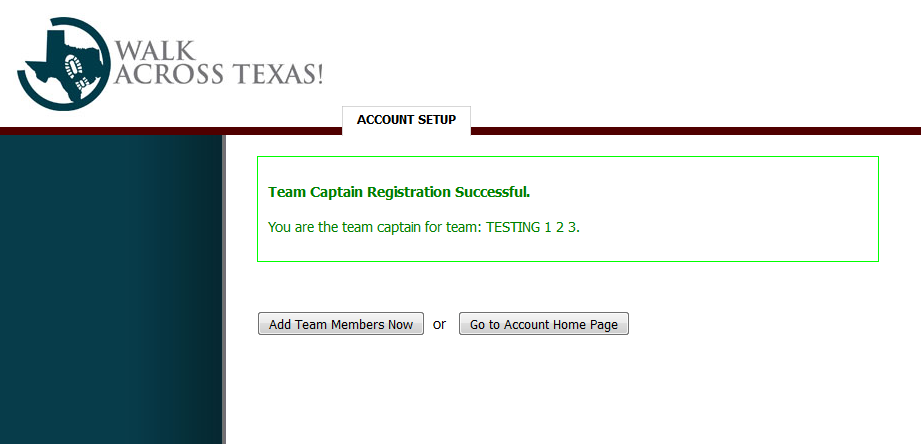 WALK
ACROSS TEXAS!
ACCOUNT SETUP
Team Captain Registration Successful.
You are the team captain for team: TESTING 1 2 3.
Add Team Members Now or Go to Account Home Page